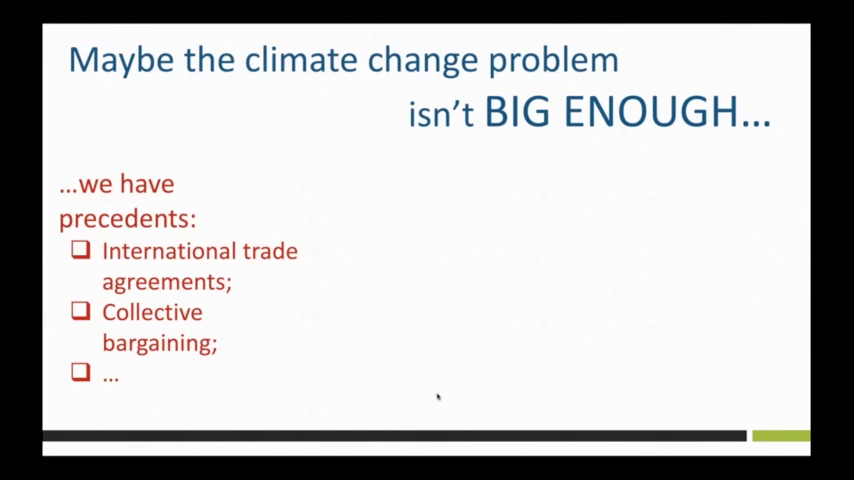 Maybe the climate change problem
isn't BIG ENOUGH...
...we have
precedents:
❑ International trade
agreements;
❑ Collective
bargaining;
❑ ...